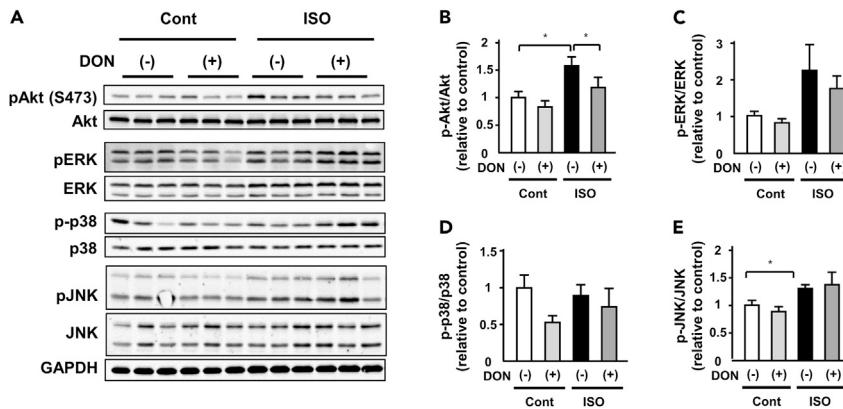 A
Cont ISO
DON (-) (+) (-) (+)
pAkt (S473)
Akt
pERK
ERK
p-p38
p38
pJNK
JNK
GAPDH
B
p-Akt/Akt
(relative to control)
2
1.5
1
0.5
0
* *
DON (-) (+) (-) (+)
Cont ISO
C
p-ERK/ERK
(relative to control)
3
2
1
0
DON (-) (+) (-) (+)
Cont ISO
D
p-p38/p38
(relative to control)
1.5
1
0.5
0
DON (-) (+) (-) (+)
Cont ISO
E
p-JNK/JNK
(relative to control)
2
1.5
1
0.5
0
*
DON (-) (+) (-) (+)
Cont ISO